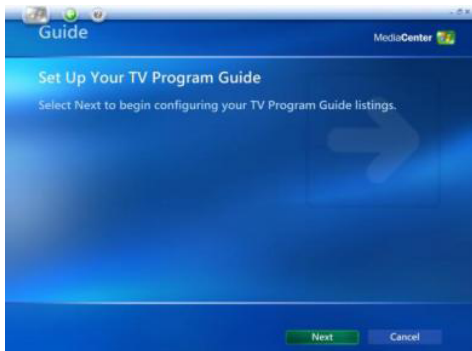 Guide
MediaCenter
Set Up Your TV Program Guide
Select Next to begin configuring your TV Program Guide listings.
Next
Cancel